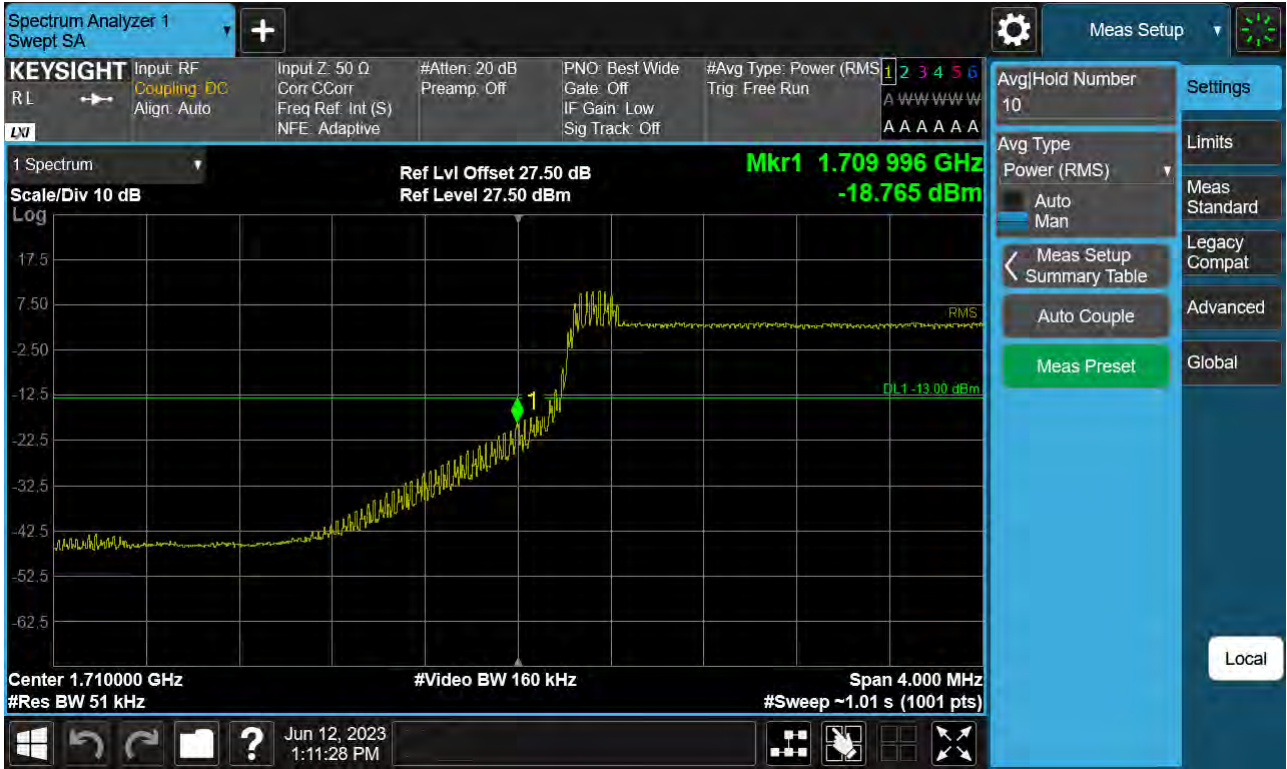 Spectrum Analyzer 1
Swept SA
+
Meas Setup
KEYSIGHT
R L
LXI
Input: RF
Coupling: DC
Align: Auto
Input Z: 50 Ω
Corr CCorr
Freq Ref: Int (S)
NFE: Adaptive
#Atten: 20 dB
Preamp: Off
PNO: Best Wide
Gate: Off
IF Gain: Low
Sig Track: Off
#Avg Type: Power (RMS
Trig: Free Run
1 2 3 4 5 6
A W W W W W
A A A A A A
1 Spectrum
Scale/Div 10 dB
Log
Ref Lvl Offset 27.50 dB
Ref Level 27.50 dBm
Mkr1 1.709 996 GHz
-18.765 dBm
17.5
7.50
-2.50
-12.5
-22.5
-32.5
-42.5
-52.5
-62.5
RMS
DL1 -13.00 dBm
1
Center 1.710000 GHz
#Res BW 51 kHz
#Video BW 160 kHz
Span 4.000 MHz
#Sweep ~1.01 s (1001 pts)
Avg|Hold Number
10
Avg Type
Power (RMS)
Auto
Man
Meas Setup
Summary Table
Auto Couple
Meas Preset
Settings
Limits
Meas
Standard
Legacy
Compat
Advanced
Global
Local
?
Jun 12, 2023
1:11:28 PM